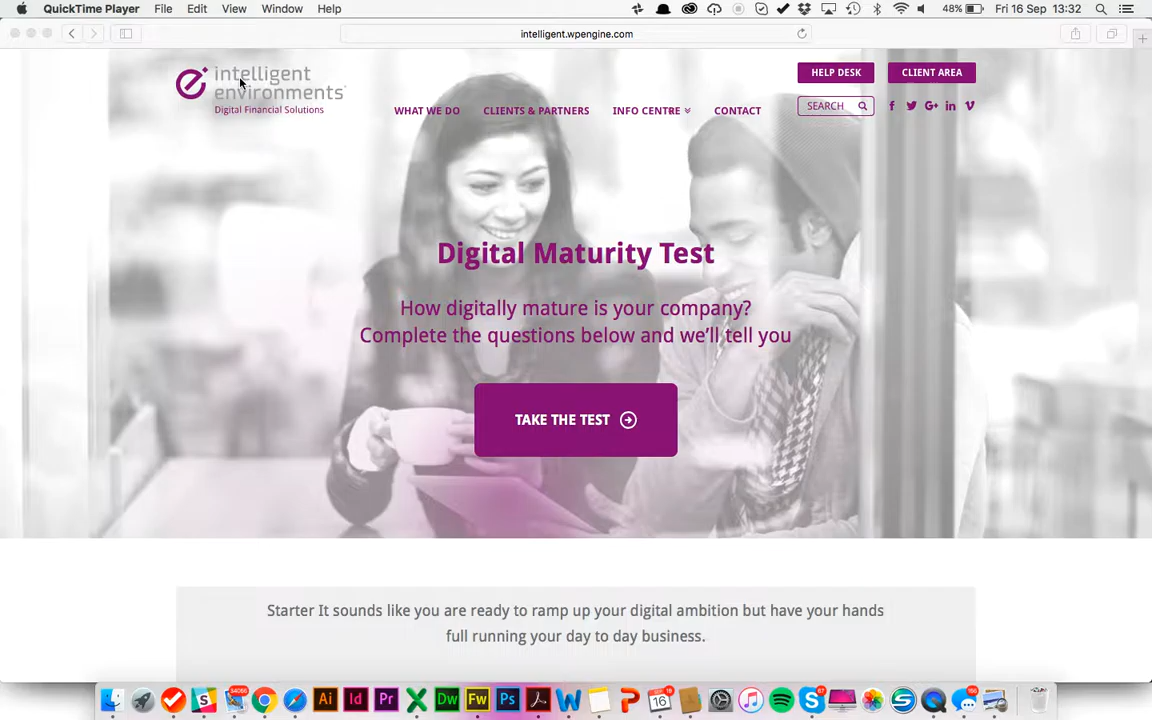 QuickTime Player File Edit View Window Help 48% Fri 16 Sep 13:32
intelligent.wpengine.com
intelligent
environments
Digital Financial Solutions
HELP DESK CLIENT AREA
WHAT WE DO CLIENTS & PARTNERS INFO CENTRE CONTACT SEARCH
Digital Maturity Test
How digitally mature is your company?
Complete the questions below and we'll tell you
TAKE THE TEST
Starter It sounds like you are ready to ramp up your digital ambition but have your hands
full running your day to day business.